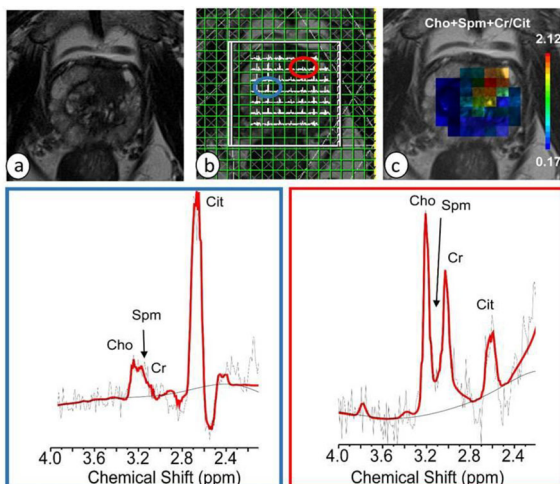 a
b
c
Cho+Spm+Cr/Cit
2.12
0.17
Cit
Spm
Cho
Cr
4.0 3.6 3.2 2.8 2.4
Chemical Shift (ppm)
Cho
Spm
Cr
Cit
4.0 3.6 3.2 2.8 2.4
Chemical Shift (ppm)